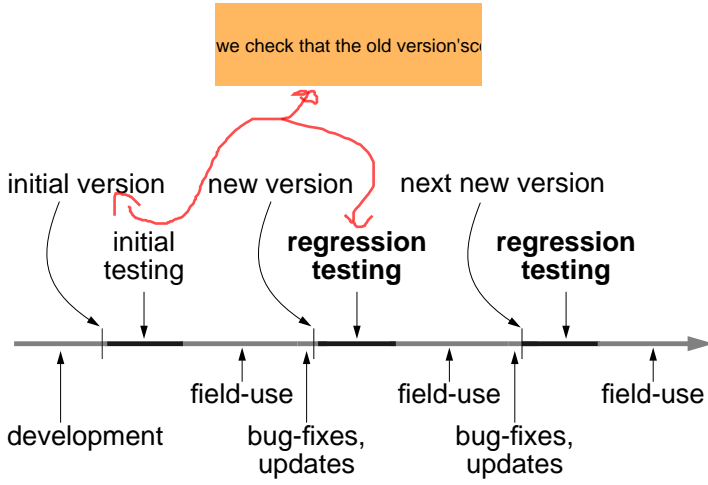 we check that the old version's
initial version
new version
next new version
initial
testing
regression
testing
regression
testing
field-use
field-use
field-use
development
bug-fixes,
updates
bug-fixes,
updates